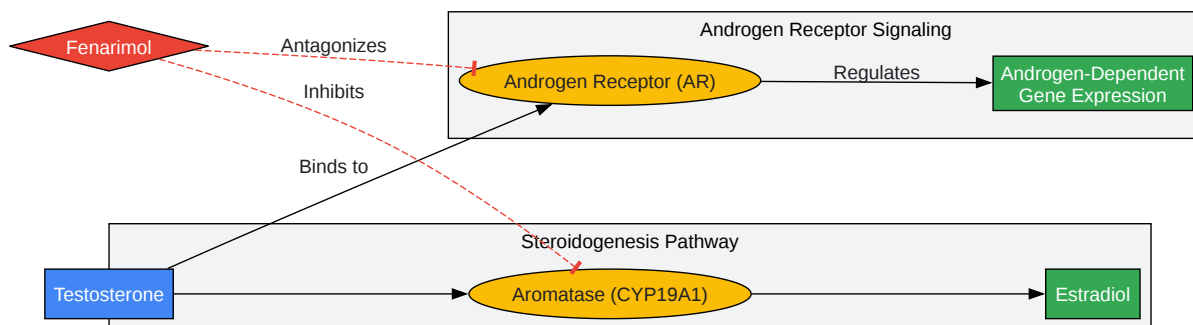 Androgen Receptor Signaling
Fenarimol
Antagonizes
Androgen Receptor (AR)
Regulates
Androgen-Dependent
Gene Expression
Inhibits
Binds to
Steroidogenesis Pathway
Testosterone
Aromatase (CYP19A1)
Estradiol